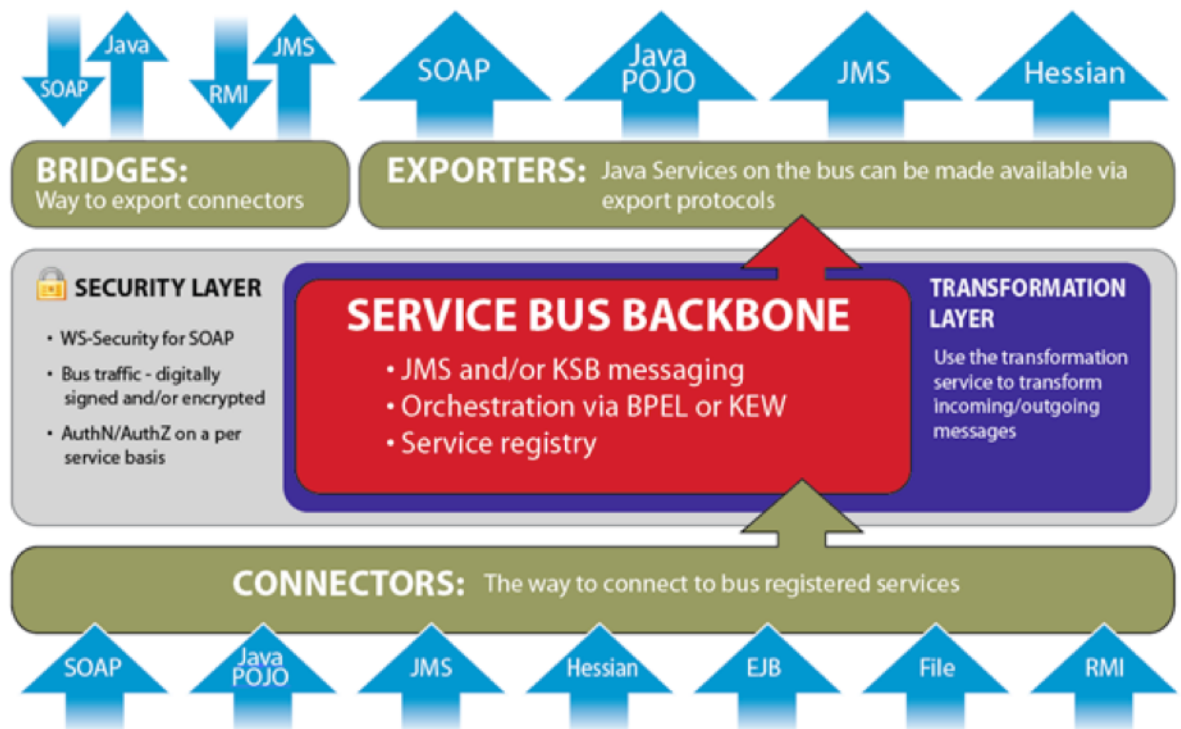 Java
JMS
SOAP
RMI
SOAP
Java
POJO
JMS
Hessian
BRIDGES:
Way to export connectors
EXPORTERS: Java Services on the bus can be made available via
export protocols
SECURITY LAYER
• WS-Security for SOAP
• Bus traffic - digitally
signed and/or encrypted
• AuthN/AuthZ on a per
service basis
SERVICE BUS BACKBONE
• JMS and/or KSB messaging
• Orchestration via BPEL or KEW
• Service registry
TRANSFORMATION
LAYER
Use the transformation
service to transform
incoming/outgoing
messages
CONNECTORS: The way to connect to bus registered services
SOAP
Java
POJO
JMS
Hessian
EJB
File
RMI